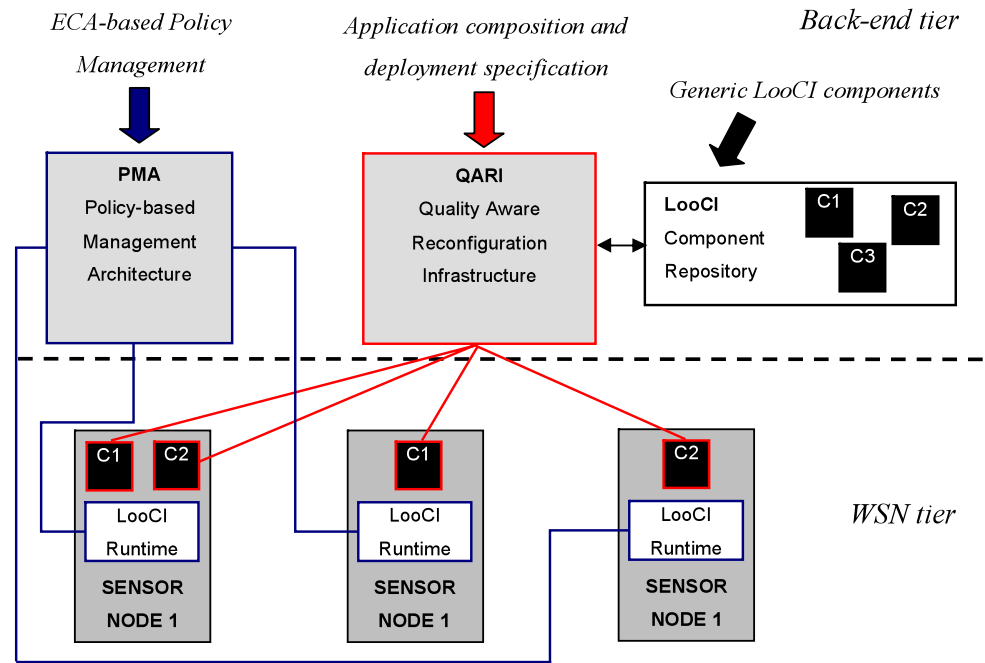 ECA-based Policy
Management
Application composition and
deployment specification
Back-end tier
Generic LooCI components
PMA
Policy-based
Management
Architecture
QARI
Quality Aware
Reconfiguration
Infrastructure
LooCI
Component
Repository
C1
C2
C3
C1
C2
LooCI
Runtime
SENSOR
NODE 1
C1
LooCI
Runtime
SENSOR
NODE 1
C2
LooCI
Runtime
SENSOR
NODE 1
WSN tier